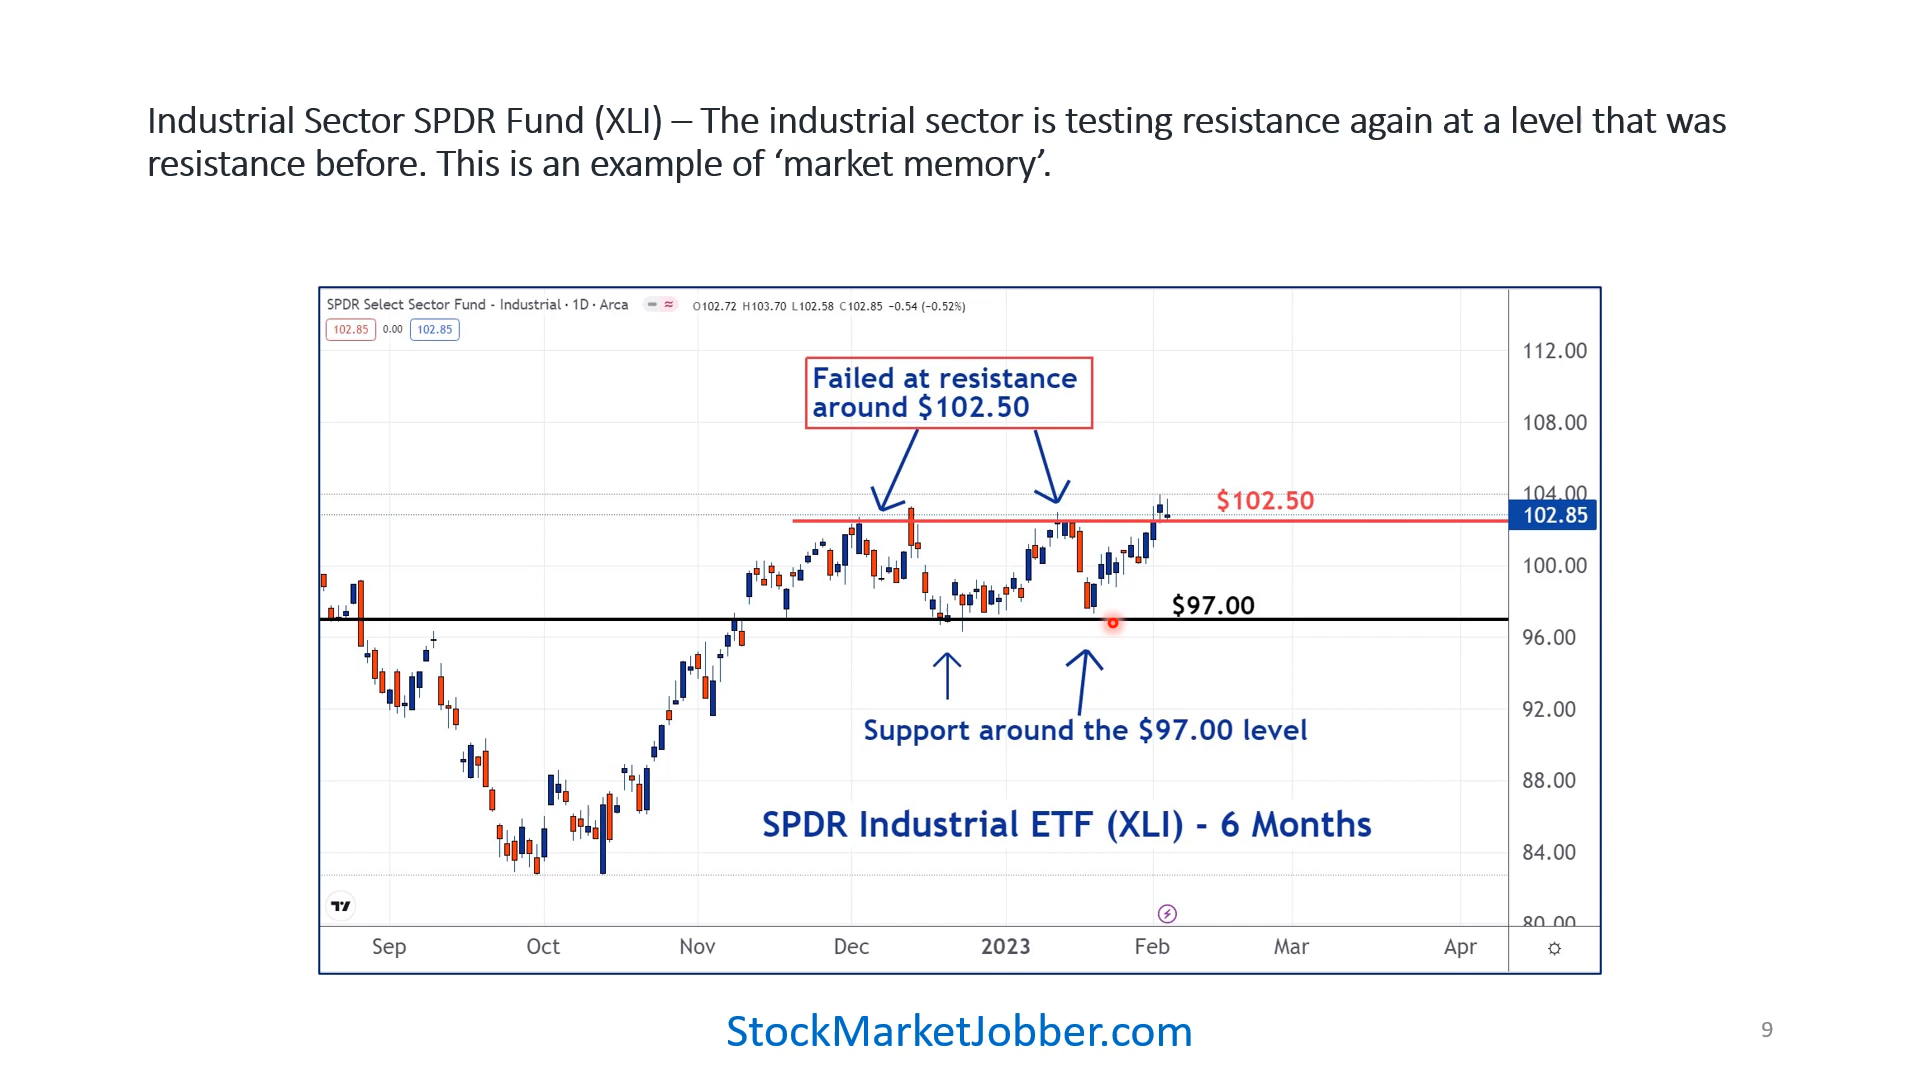 Industrial Sector SPDR Fund (XLI) – The industrial sector is testing resistance again at a level that was
resistance before. This is an example of ‘market memory’.
SPDR Select Sector Fund - Industrial · 1D · Arca
O102.72 H103.70 L102.58 C102.85 −0.54 (−0.52%)
102.85 0.00 102.85
112.00
Failed at resistance
around $102.50
108.00
104.00
$102.50
102.85
100.00
$97.00
96.00
92.00
Support around the $97.00 level
88.00
SPDR Industrial ETF (XLI) - 6 Months
84.00
80.00
Sep Oct Nov Dec 2023 Feb Mar Apr
StockMarketJobber.com
9